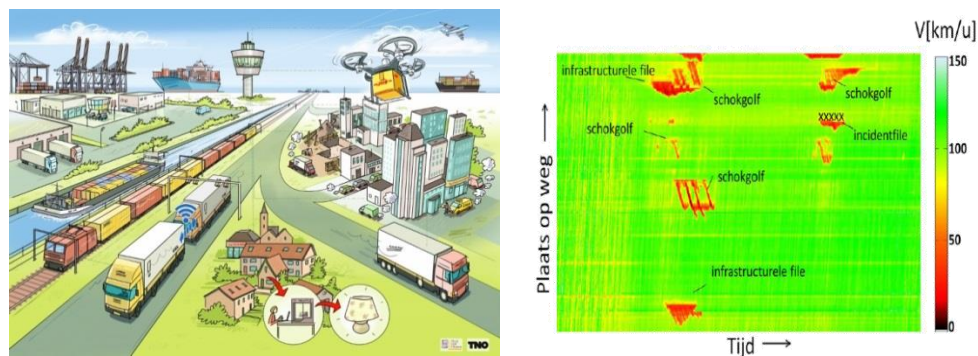 TNO
V[km/u]
150
100
50
0
infrastructurele file
schokgolf
schokgolf
XXXXX
incidentfile
schokgolf
schokgolf
infrastructurele file
Plaats op weg
Tijd